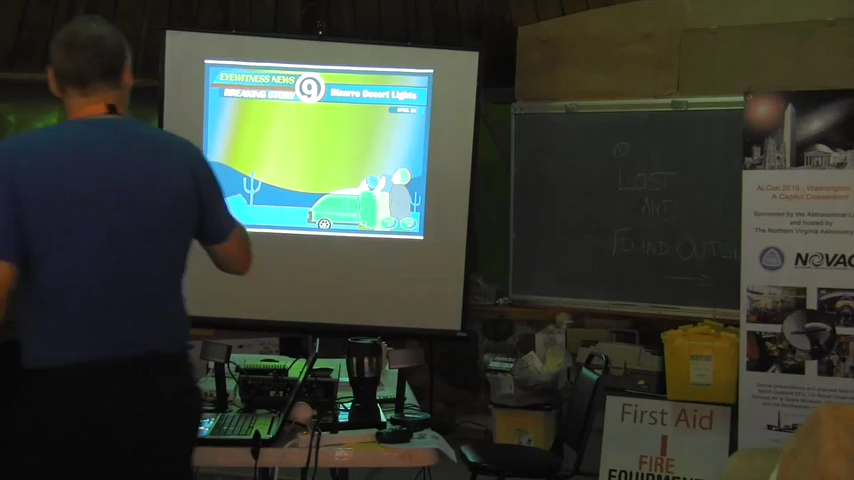 EYEWITNESS NEWS
9
BREAKING STORY
Bizarre Desert Lights
LOST
AND
FOUND OUTSI
ALCon 2016 - Washington
A Capitol Convention!
Sponsored by the Astronomical
and hosted by
The Northern Virginia Astronomy
NOVAC
First Aid
FIRE
EQUIPMENT